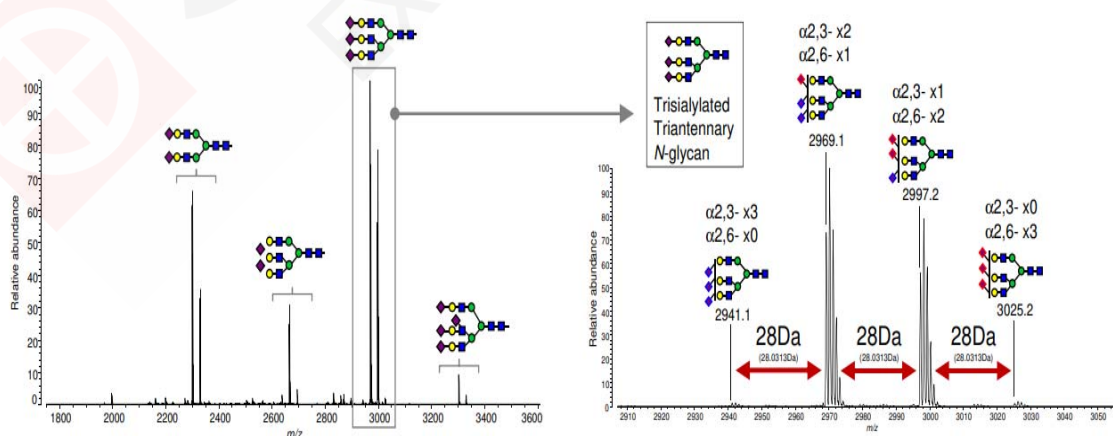 Relative abundance
100
90
80
70
60
50
40
30
20
10
0
1800 2000 2200 2400 2600 2800 3000 3200 3400 3600
m/z
Trisialylated
Triantennary
N-glycan
α2,3- x3
α2,6- x0
2941.1
α2,3- x2
α2,6- x1
2969.1
α2,3- x1
α2,6- x2
2997.2
α2,3- x0
α2,6- x3
3025.2
28Da
(28.0313Da)
28Da
(28.0313Da)
28Da
(28.0313Da)
Relative abundance
100
90
80
70
60
50
40
30
20
10
0
2910 2920 2930 2940 2950 2960 2970 2980 2990 3000 3010 3020 3030 3040 3050
m/z